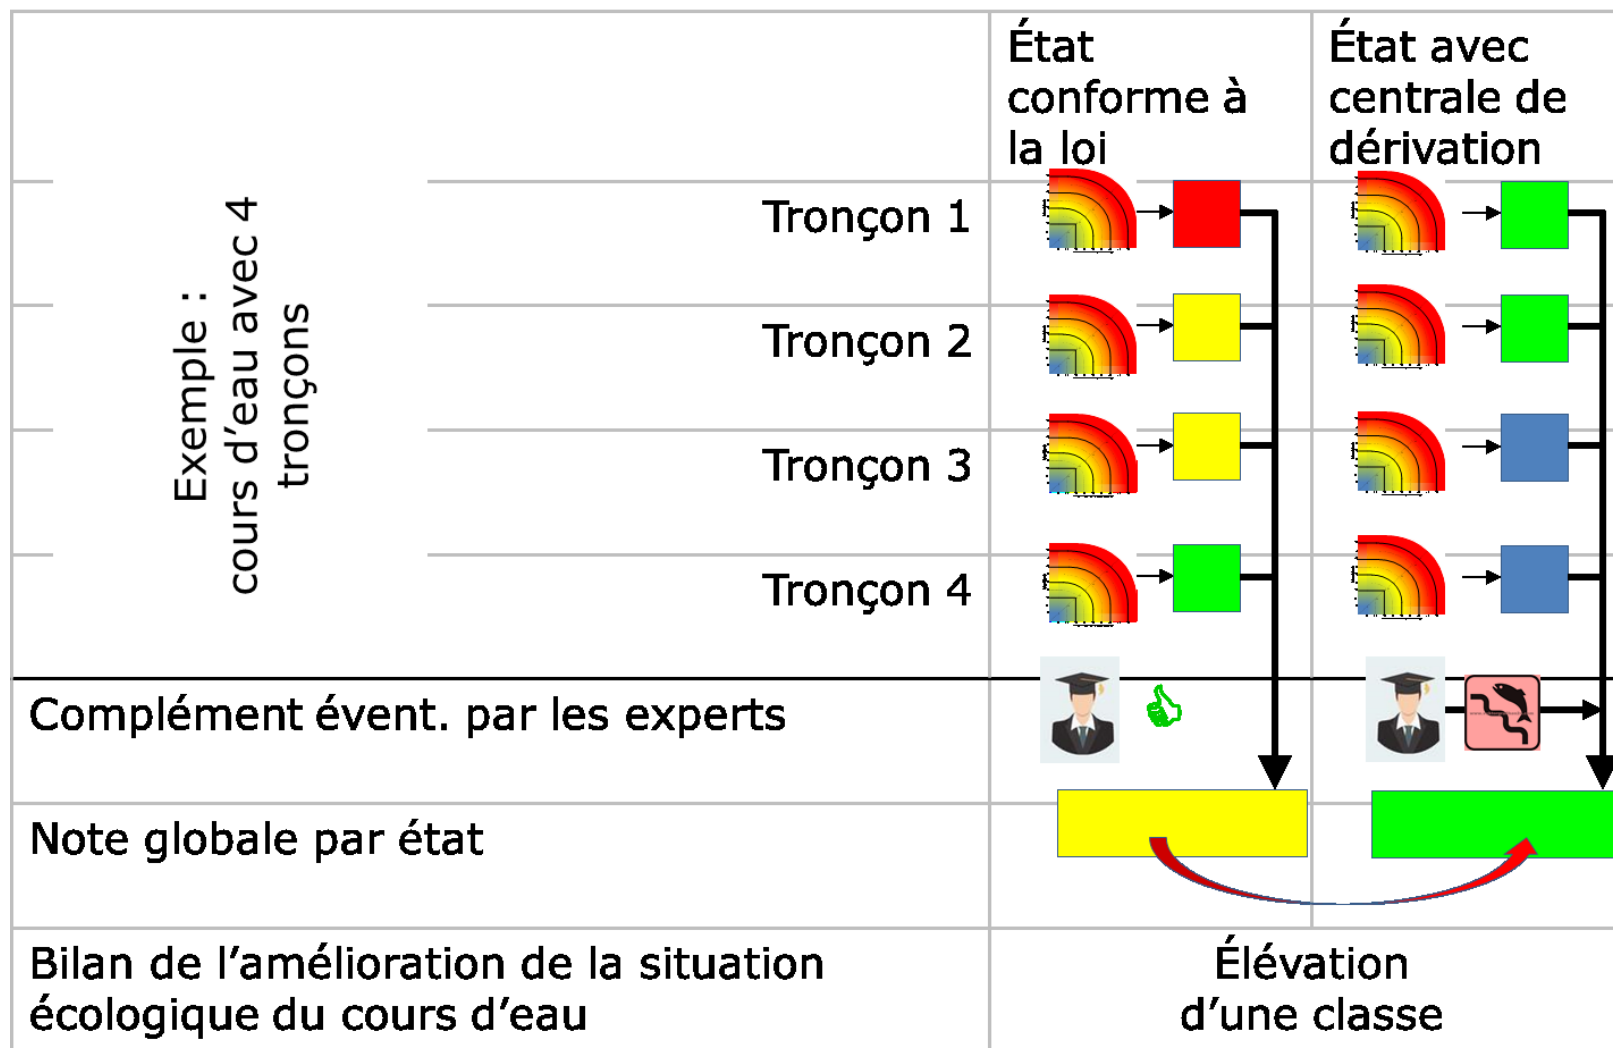 État
conforme à
la loi
État avec
centrale de
dérivation
Exemple :
cours d’eau avec 4
tronçons
Tronçon 1
Tronçon 2
Tronçon 3
Tronçon 4
Complément évent. par les experts
Note globale par état
Bilan de l’amélioration de la situation
écologique du cours d’eau
Élévation
d’une classe